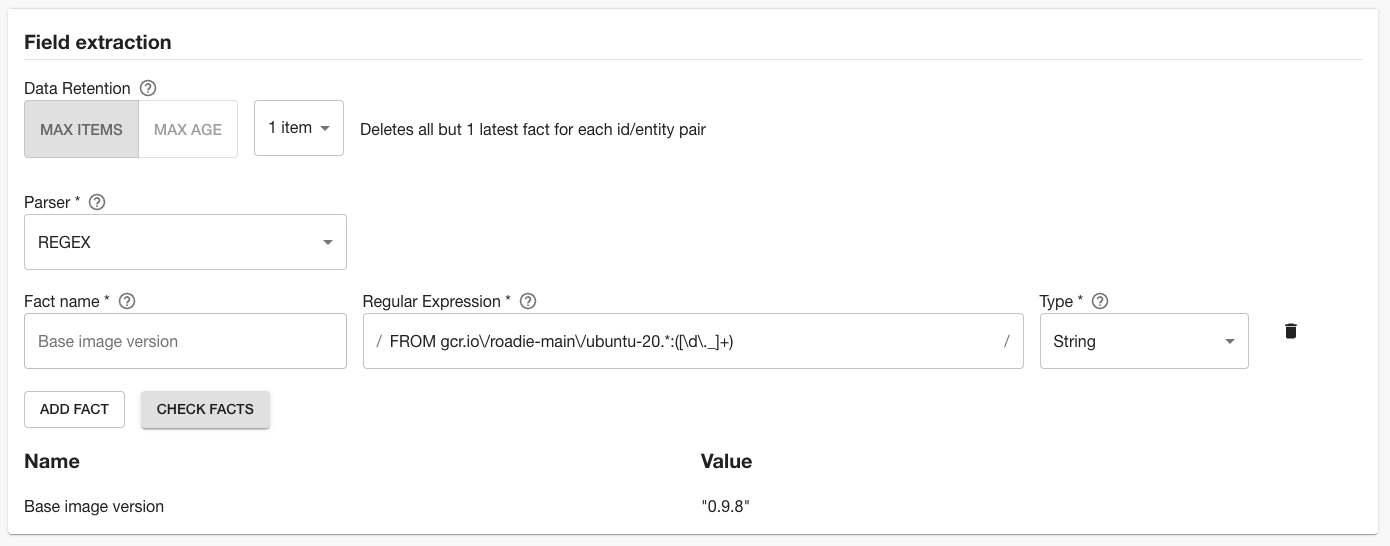 Field extraction
Data Retention ?
MAX ITEMS MAX AGE 1 item Deletes all but 1 latest fact for each id/entity pair
Parser * ?
REGEX
Fact name * ? Regular Expression * ? Type * ?
Base image version / FROM gcr.io\/roadie-main\/ubuntu-20.*:([\d\._]+) / String
ADD FACT CHECK FACTS
Name Value
Base image version "0.9.8"